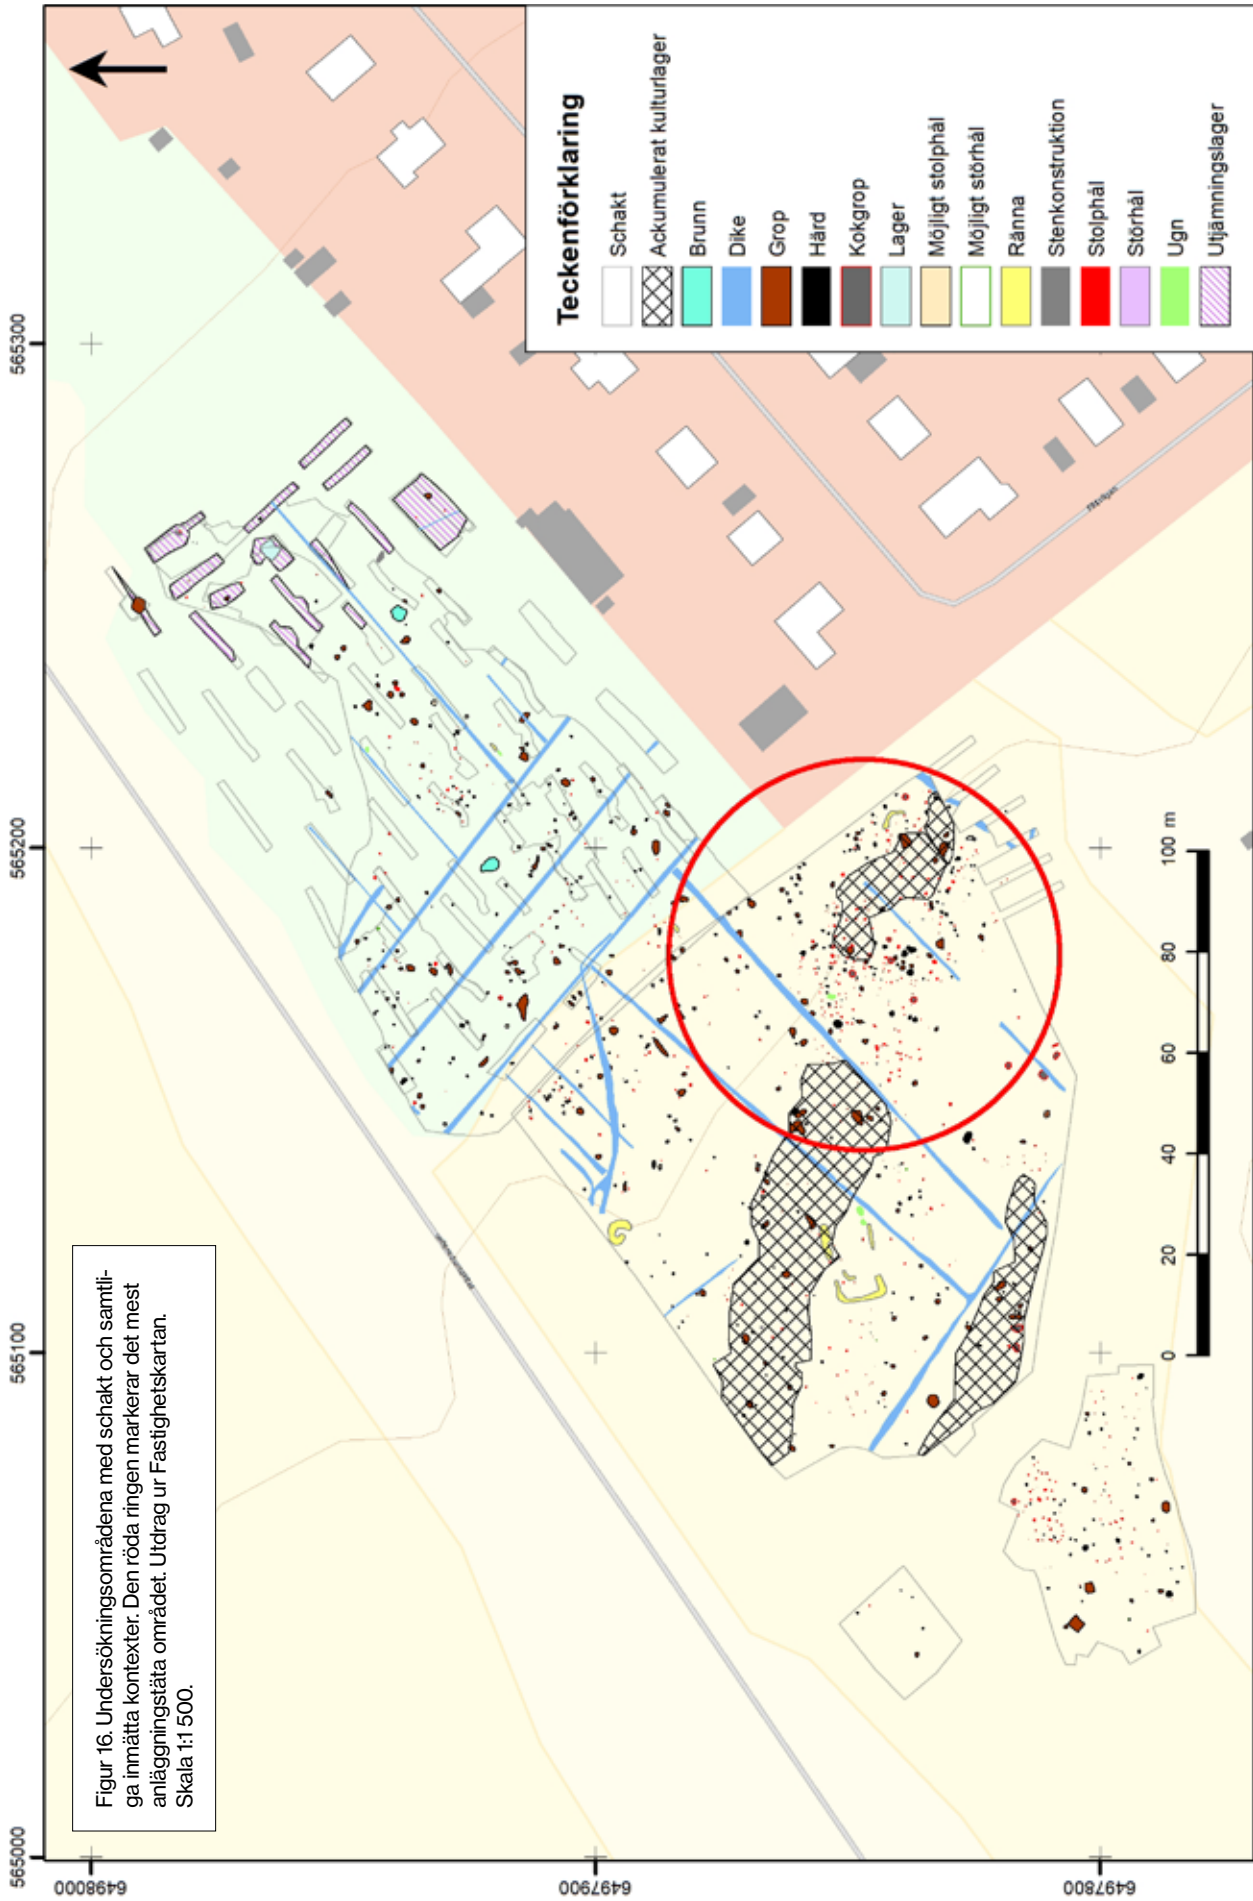 Figur 16. Undersökningsområdena med schakt och samtli-
ga inmätta kontexter. Den röda ringen markerar det mest
anläggningstäta området. Utdrag ur Fastighetskartan.
Skala 1:1 500.
565000
565100
565200
565300
6498000
6497900
6497800
0
20
40
60
80
100 m
Teckenförklaring
Schakt
Ackumulerat kulturlager
Brunn
Dike
Grop
Härd
Kokgrop
Lager
Möjligt stolphål
Möjligt störhål
Ränna
Stenkonstruktion
Stolphål
Störhål
Ugn
Utjämningslager